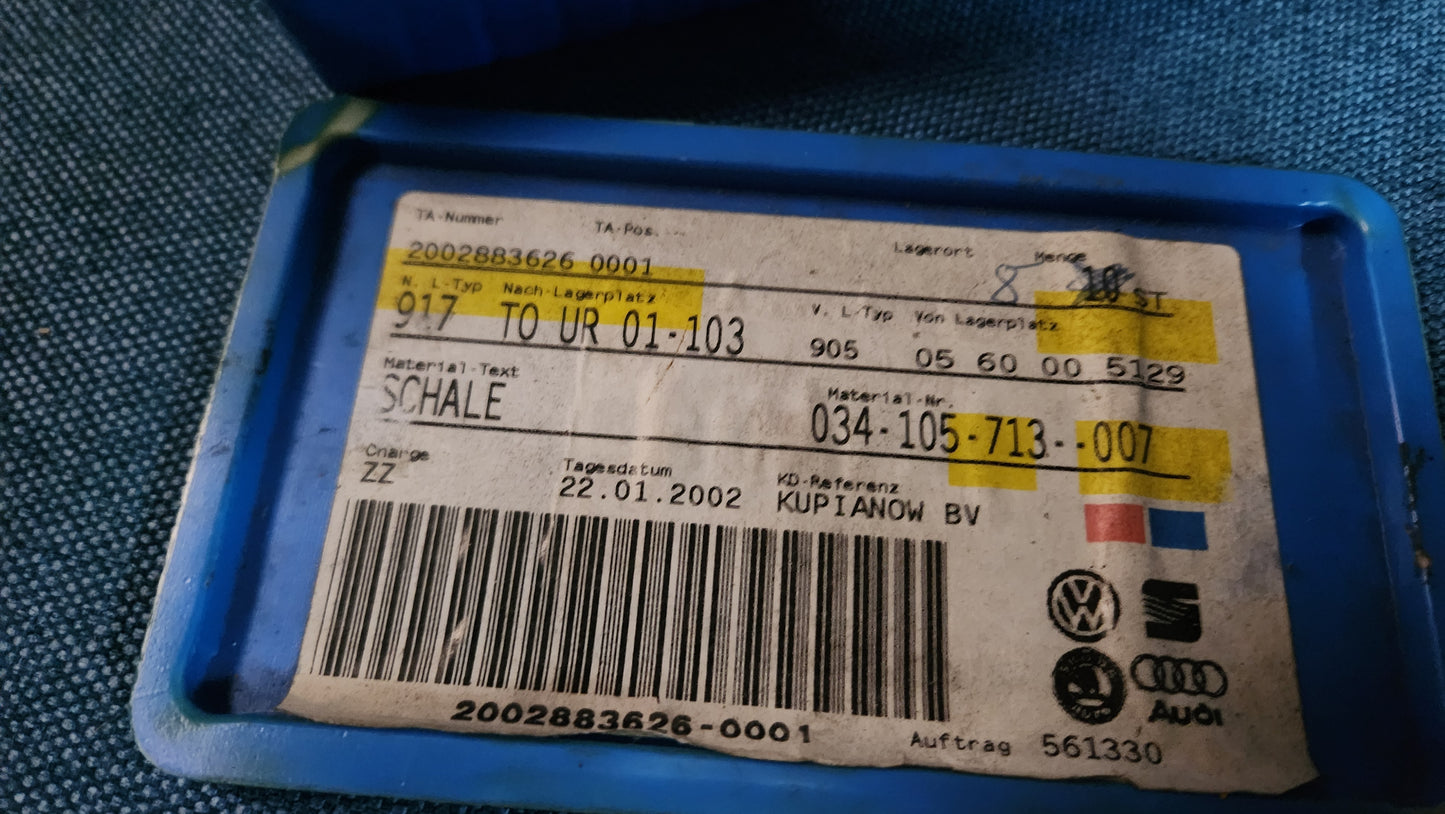 TA-Nummer TA-Pos. Lagerort Menge
2002883626 0001 8 10 ST
N. L-Typ Nach-Lagerplatz V. L-Typ Von Lagerplatz
917 TO UR 01-103 905 05 60 00 5129
Material-Text Material-Nr.
SCHALE 034-105-713--007
Charge Tagesdatum KD-Referenz
ZZ 22.01.2002 KUPIANOW BV
2002883626-0001
Audi
Auftrag 561330